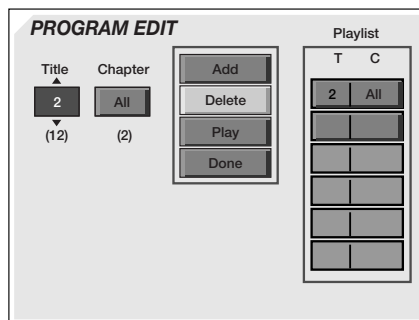 PROGRAM EDIT
Title Chapter
2 All
(12) (2)
Add
Delete
Play
Done
Playlist
T C
2 All